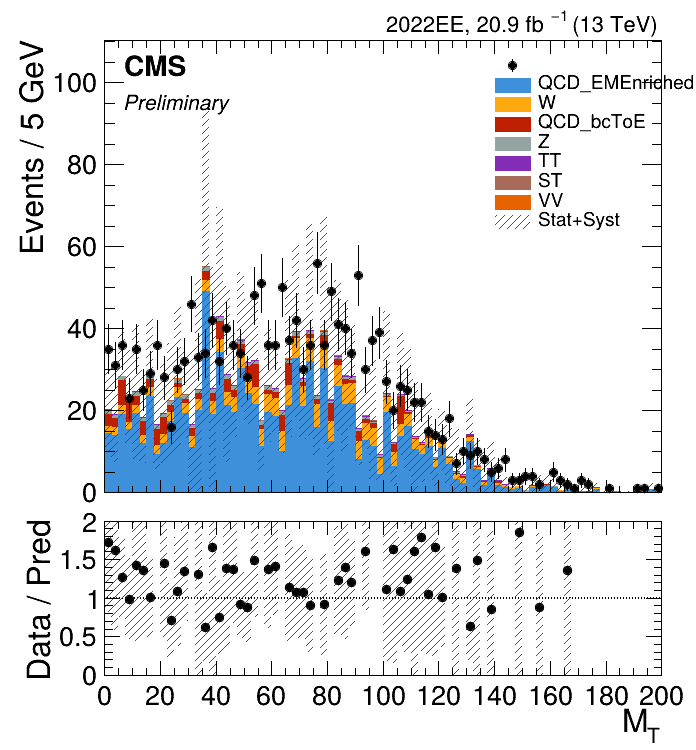 2022EE, 20.9 fb⁻¹ (13 TeV)
CMS
Preliminary
QCD_EMEnriched
W
QCD_bcToE
Z
TT
ST
VV
Stat+Syst
Events / 5 GeV
100
80
60
40
20
0
Data / Pred
2
1.5
1
0.5
0
0 20 40 60 80 100 120 140 160 180 200
M_T